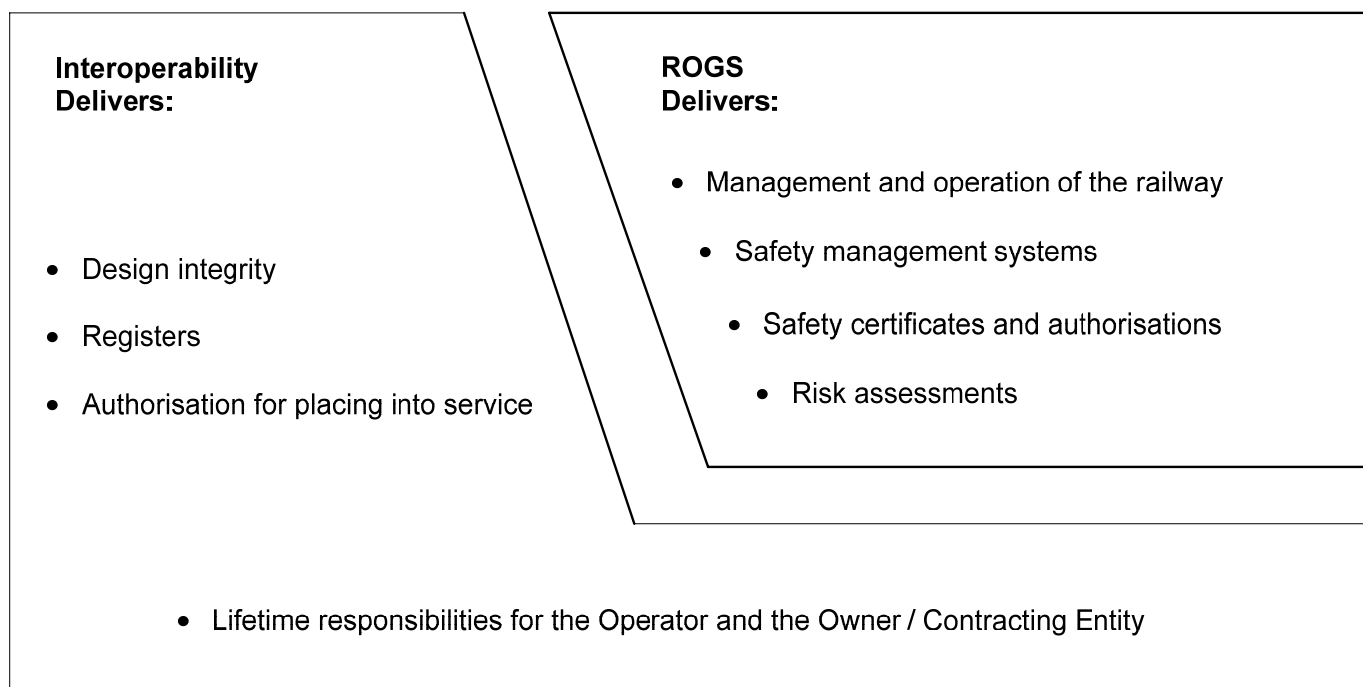 Interoperability
Delivers:
• Design integrity
• Registers
• Authorisation for placing into service
ROGS
Delivers:
• Management and operation of the railway
• Safety management systems
• Safety certificates and authorisations
• Risk assessments
• Lifetime responsibilities for the Operator and the Owner / Contracting Entity